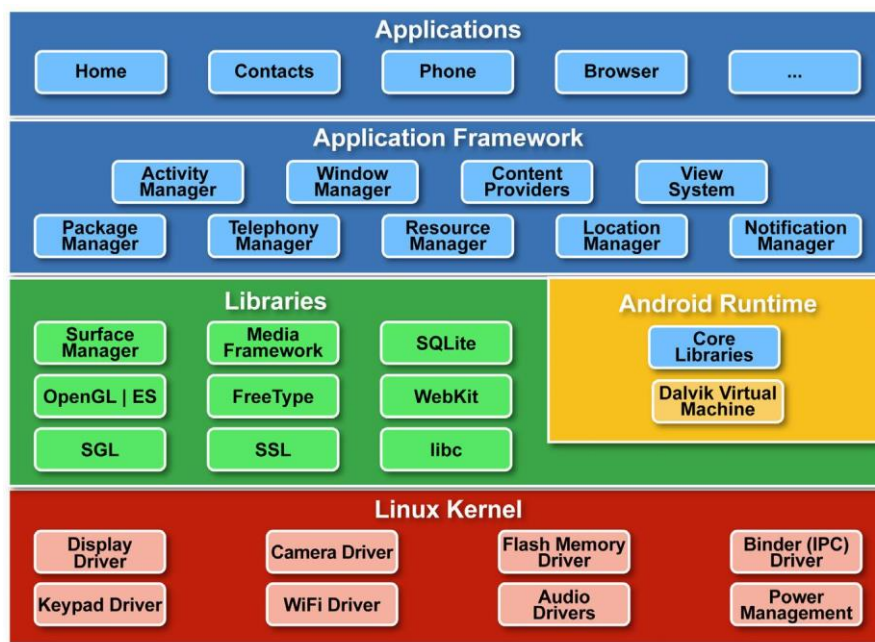 Applications
Home
Contacts
Phone
Browser
...
Application Framework
Activity
Manager
Window
Manager
Content
Providers
View
System
Package
Manager
Telephony
Manager
Resource
Manager
Location
Manager
Notification
Manager
Libraries
Surface
Manager
Media
Framework
SQLite
OpenGL | ES
FreeType
WebKit
SGL
SSL
libc
Android Runtime
Core
Libraries
Dalvik Virtual
Machine
Linux Kernel
Display
Driver
Camera Driver
Flash Memory
Driver
Binder (IPC)
Driver
Keypad Driver
WiFi Driver
Audio
Drivers
Power
Management